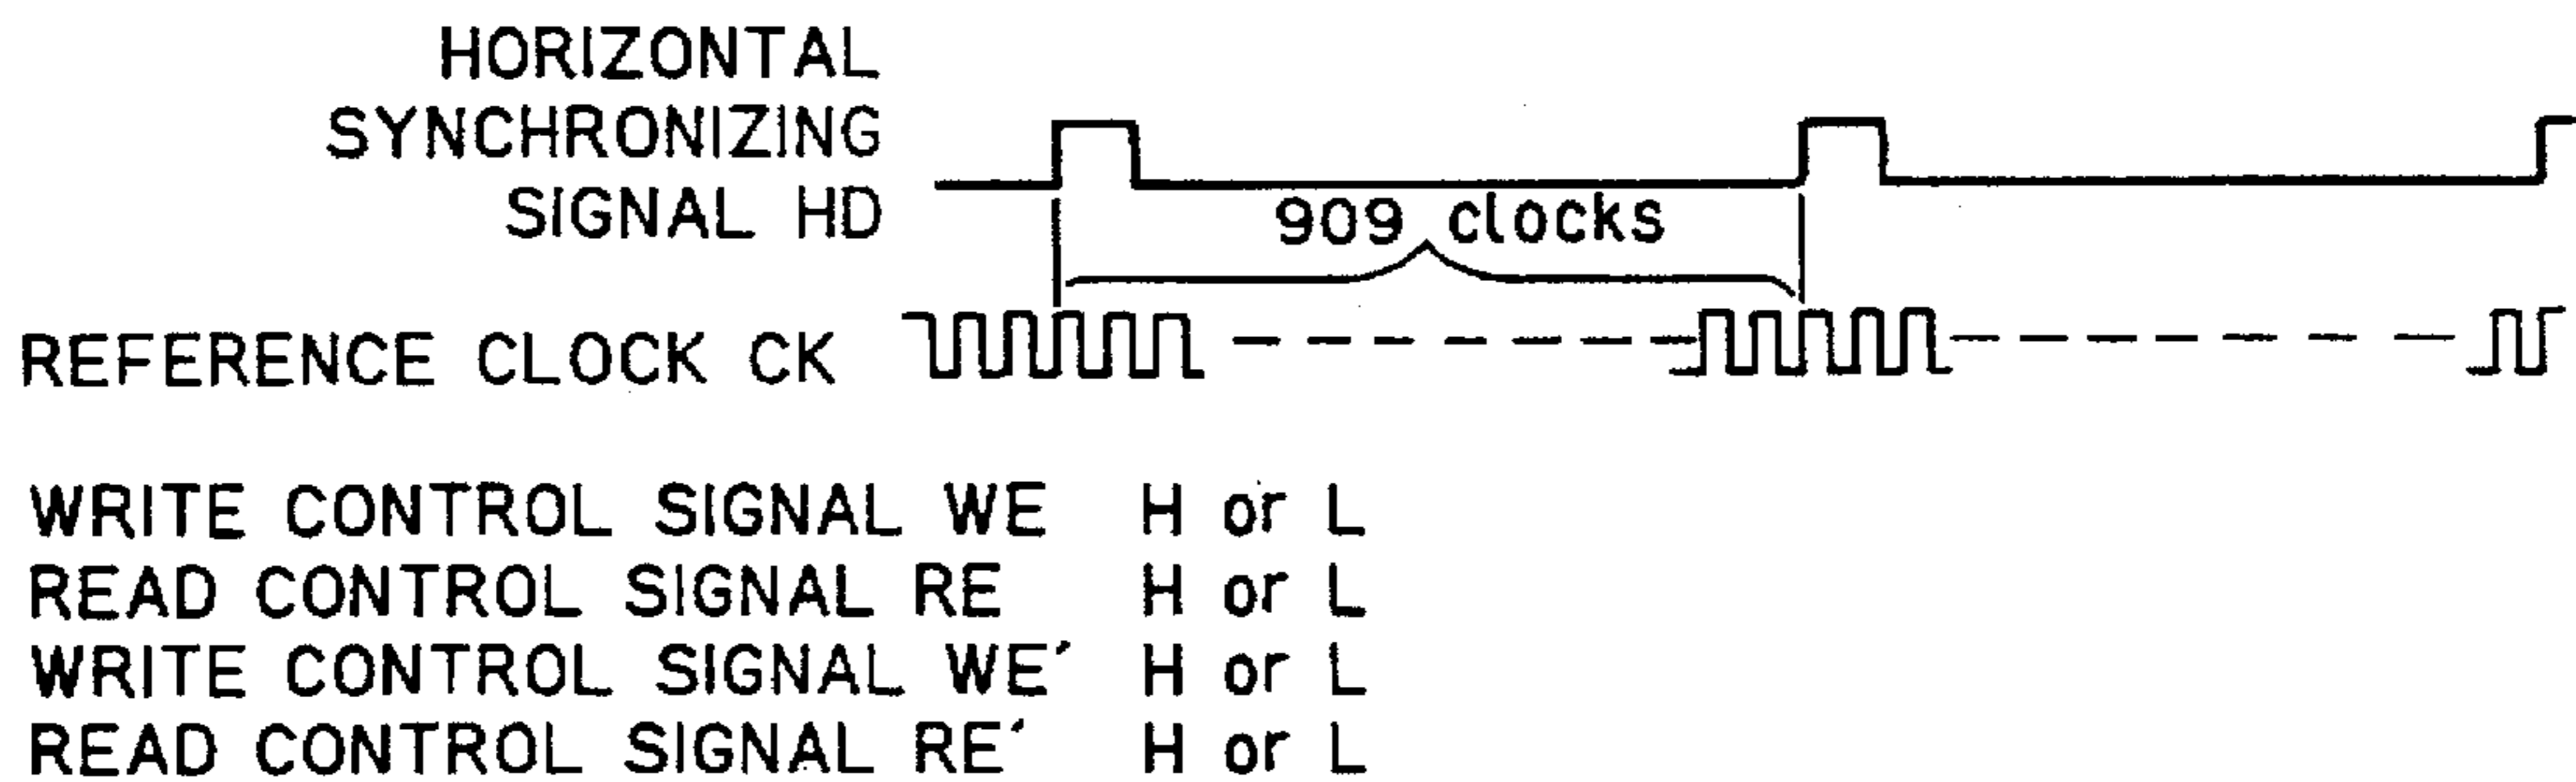 HORIZONTAL
SYNCHRONIZING
SIGNAL HD
909 clocks
REFERENCE CLOCK CK
WRITE CONTROL SIGNAL WE H or L
READ CONTROL SIGNAL RE H or L
WRITE CONTROL SIGNAL WE′ H or L
READ CONTROL SIGNAL RE′ H or L